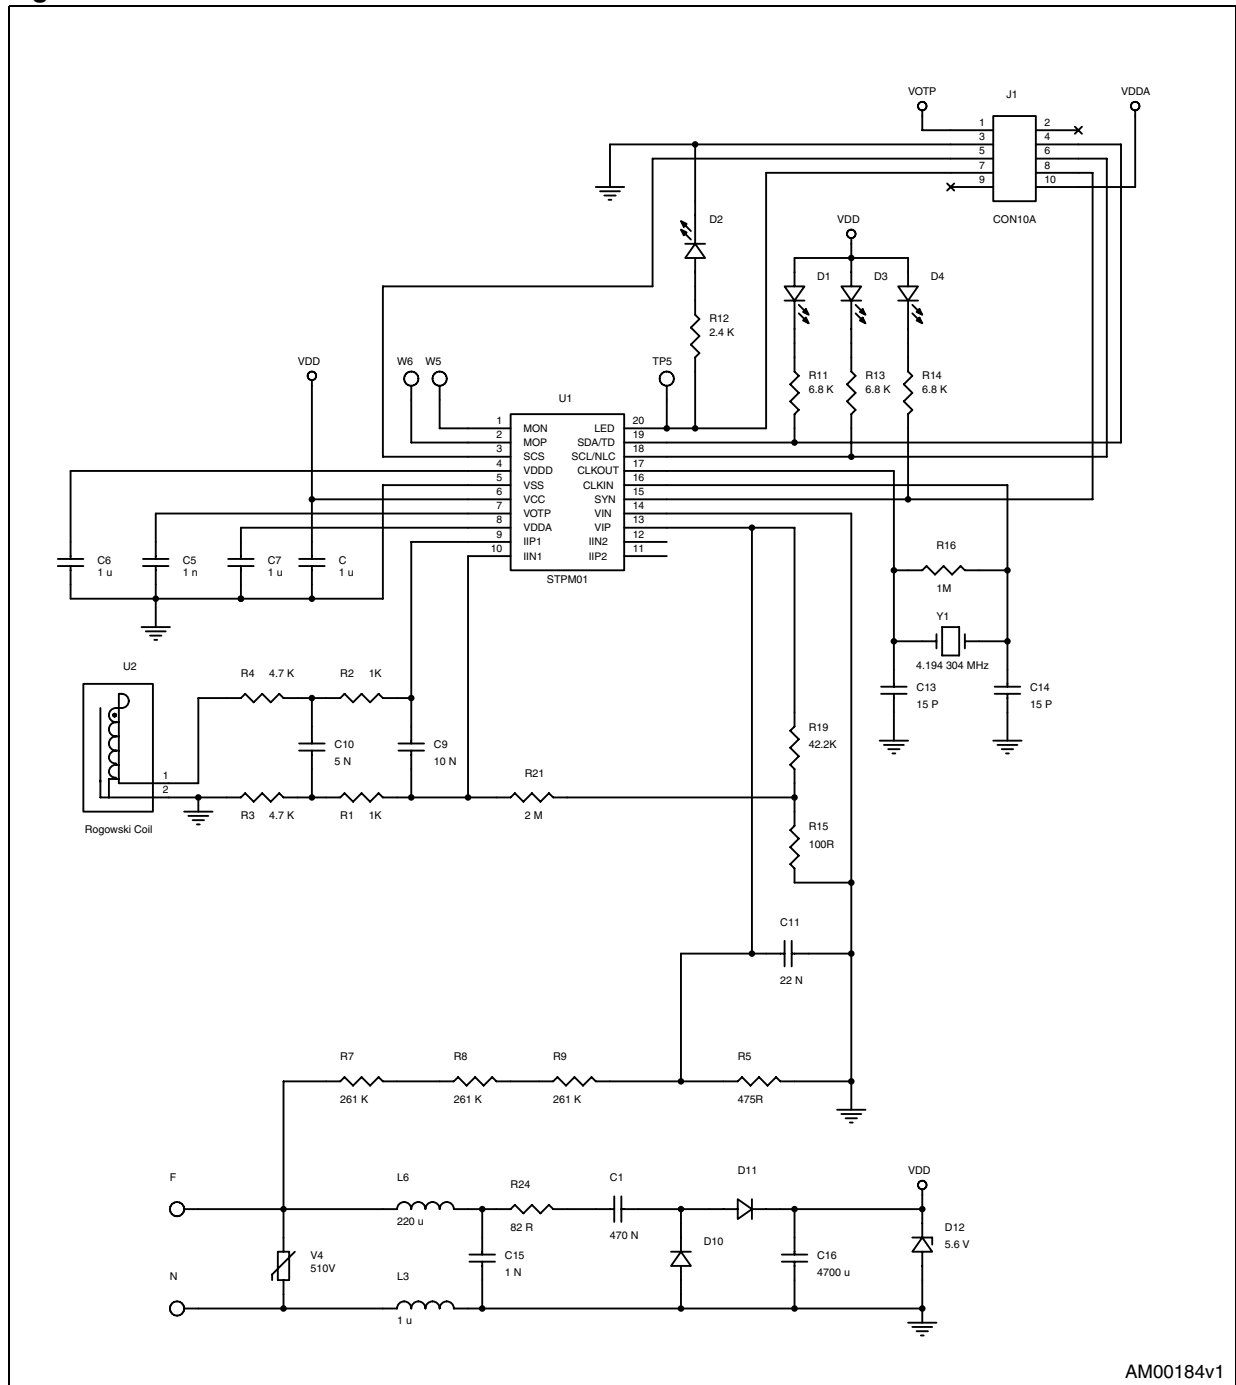 VOTP J1 VDDA
1 2
3 4
5 6
7 8
9 10
CON10A
D2
VDD
D1 D3 D4
R12
2.4 K
VDD
W6 W5
TP5
R11 R13 R14
6.8 K 6.8 K 6.8 K
U1
1 MON LED 20
2 MOP SDA/TD 19
3 SCS SCL/NLC 18
4 VDDD CLKOUT 17
5 VSS CLKIN 16
6 VCC SYN 15
7 VOTP VIN 14
8 VDDA VIP 13
9 IIP1 IIN2 12
10 IIN1 IIP2 11
STPM01
C6 C5 C7 C
1 u 1 n 1 u 1 u
R16
1M
Y1
4.194 304 MHz
C13 C14
15 P 15 P
U2
R4 4.7 K R2 1K
C10 C9
5 N 10 N
1
2
R3 4.7 K R1 1K
Rogowski Coil
R19
42.2K
R21
2 M
R15
100R
C11
22 N
R7 R8 R9 R5
261 K 261 K 261 K 475R
F L6 R24 C1 D11 VDD
220 u 82 R 470 N
V4
510V
C15
1 N
D10
C16
4700 u
D12
5.6 V
N L3
1 u
AM00184v1